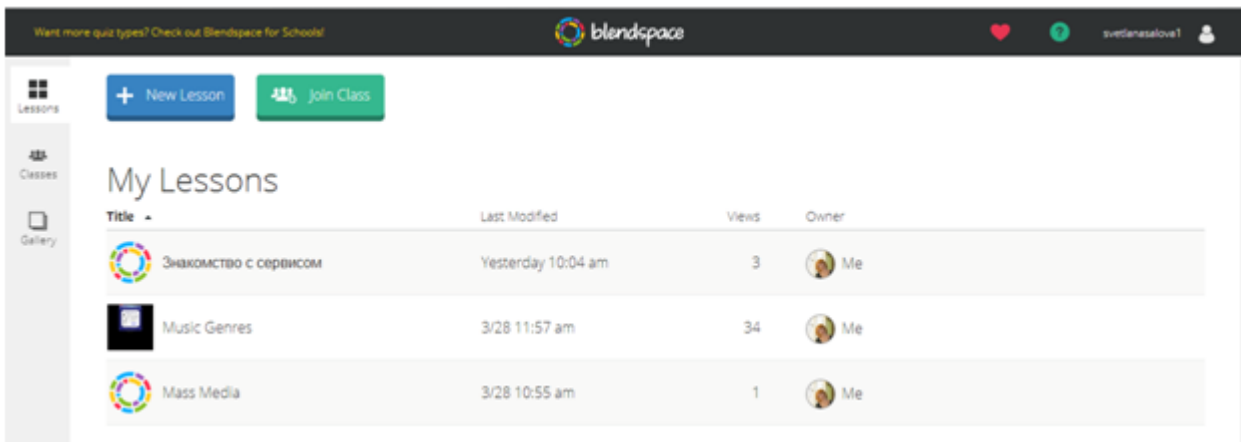 Want more quiz types? Check out Blendspace for Schools!
blendspace
svetlanasalova1
Lessons
Classes
Gallery
New Lesson
Join Class
My Lessons
Title Last Modified Views Owner
Знакомство с сервисом Yesterday 10:04 am 3 Me
Music Genres 3/28 11:57 am 34 Me
Mass Media 3/28 10:55 am 1 Me